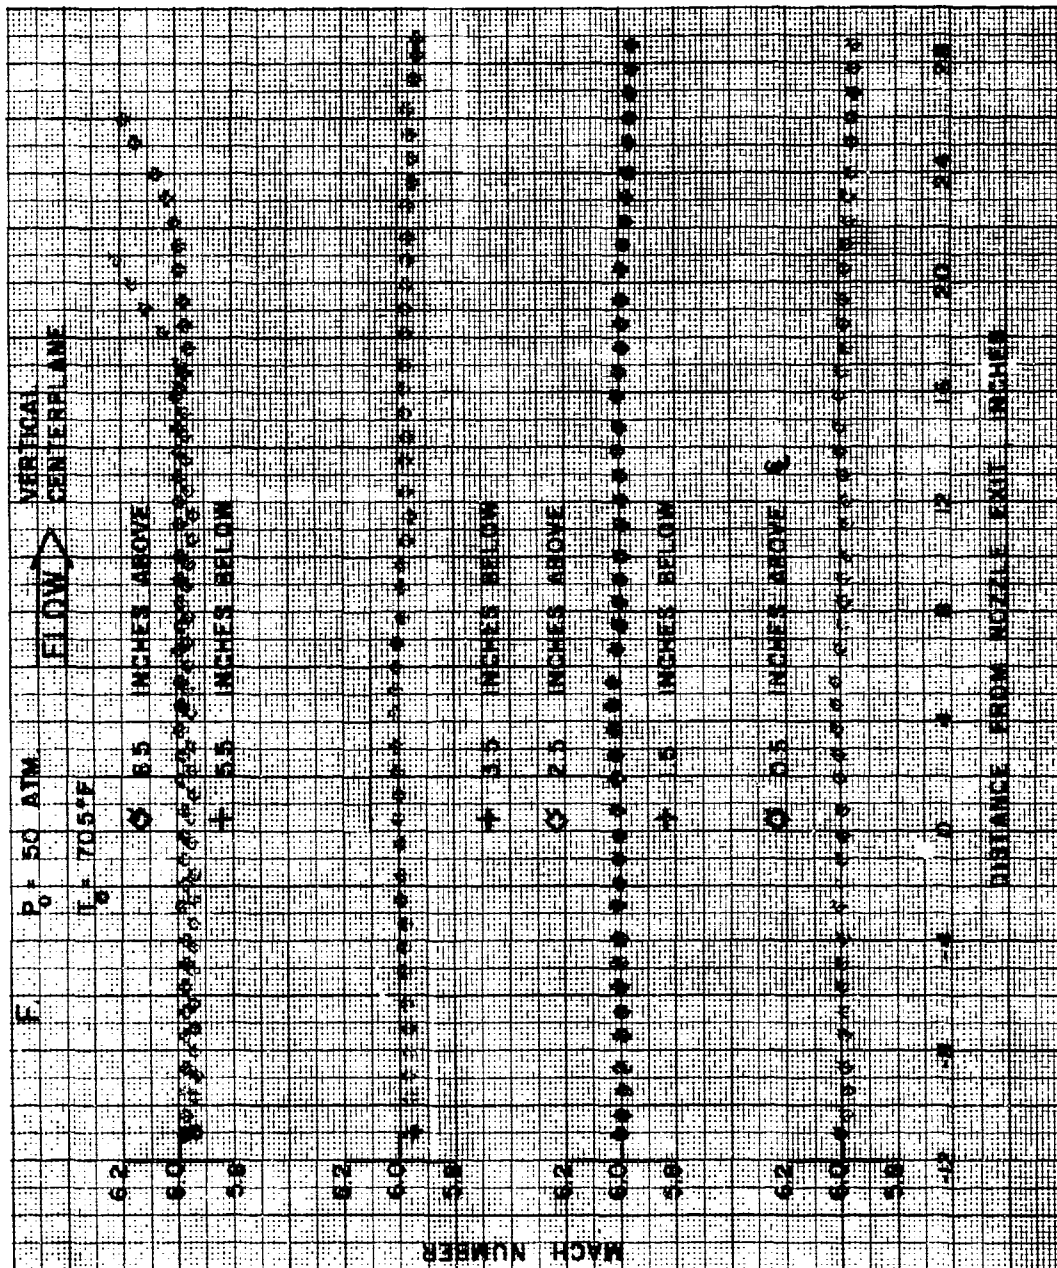 F.
P₀ = 50 ATM.
T₀ = 705°F
FLOW
VERTICAL
CENTERPLANE
6.5 INCHES ABOVE
5.5 INCHES BELOW
3.5 INCHES BELOW
2.5 INCHES ABOVE
1.5 INCHES BELOW
0.5 INCHES ABOVE ℄
MACH NUMBER
6.2
6.0
5.8
6.2
6.0
5.8
6.2
6.0
5.8
6.2
6.0
5.8
-12 -8 -4 0 4 8 12 16 20 24 28
DISTANCE FROM NOZZLE EXIT, INCHES